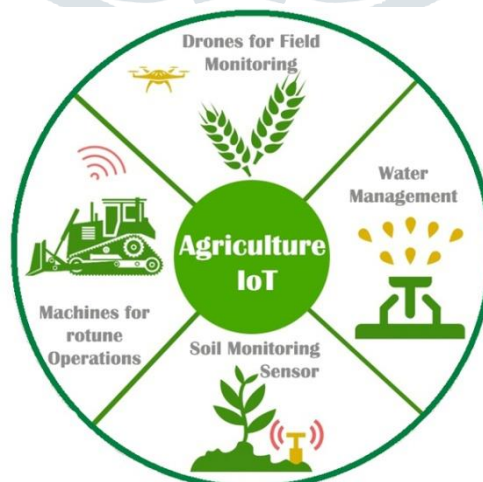 Drones for Field
Monitoring
Water
Management
Agriculture
IoT
Machines for
rotune
Operations
Soil Monitoring
Sensor